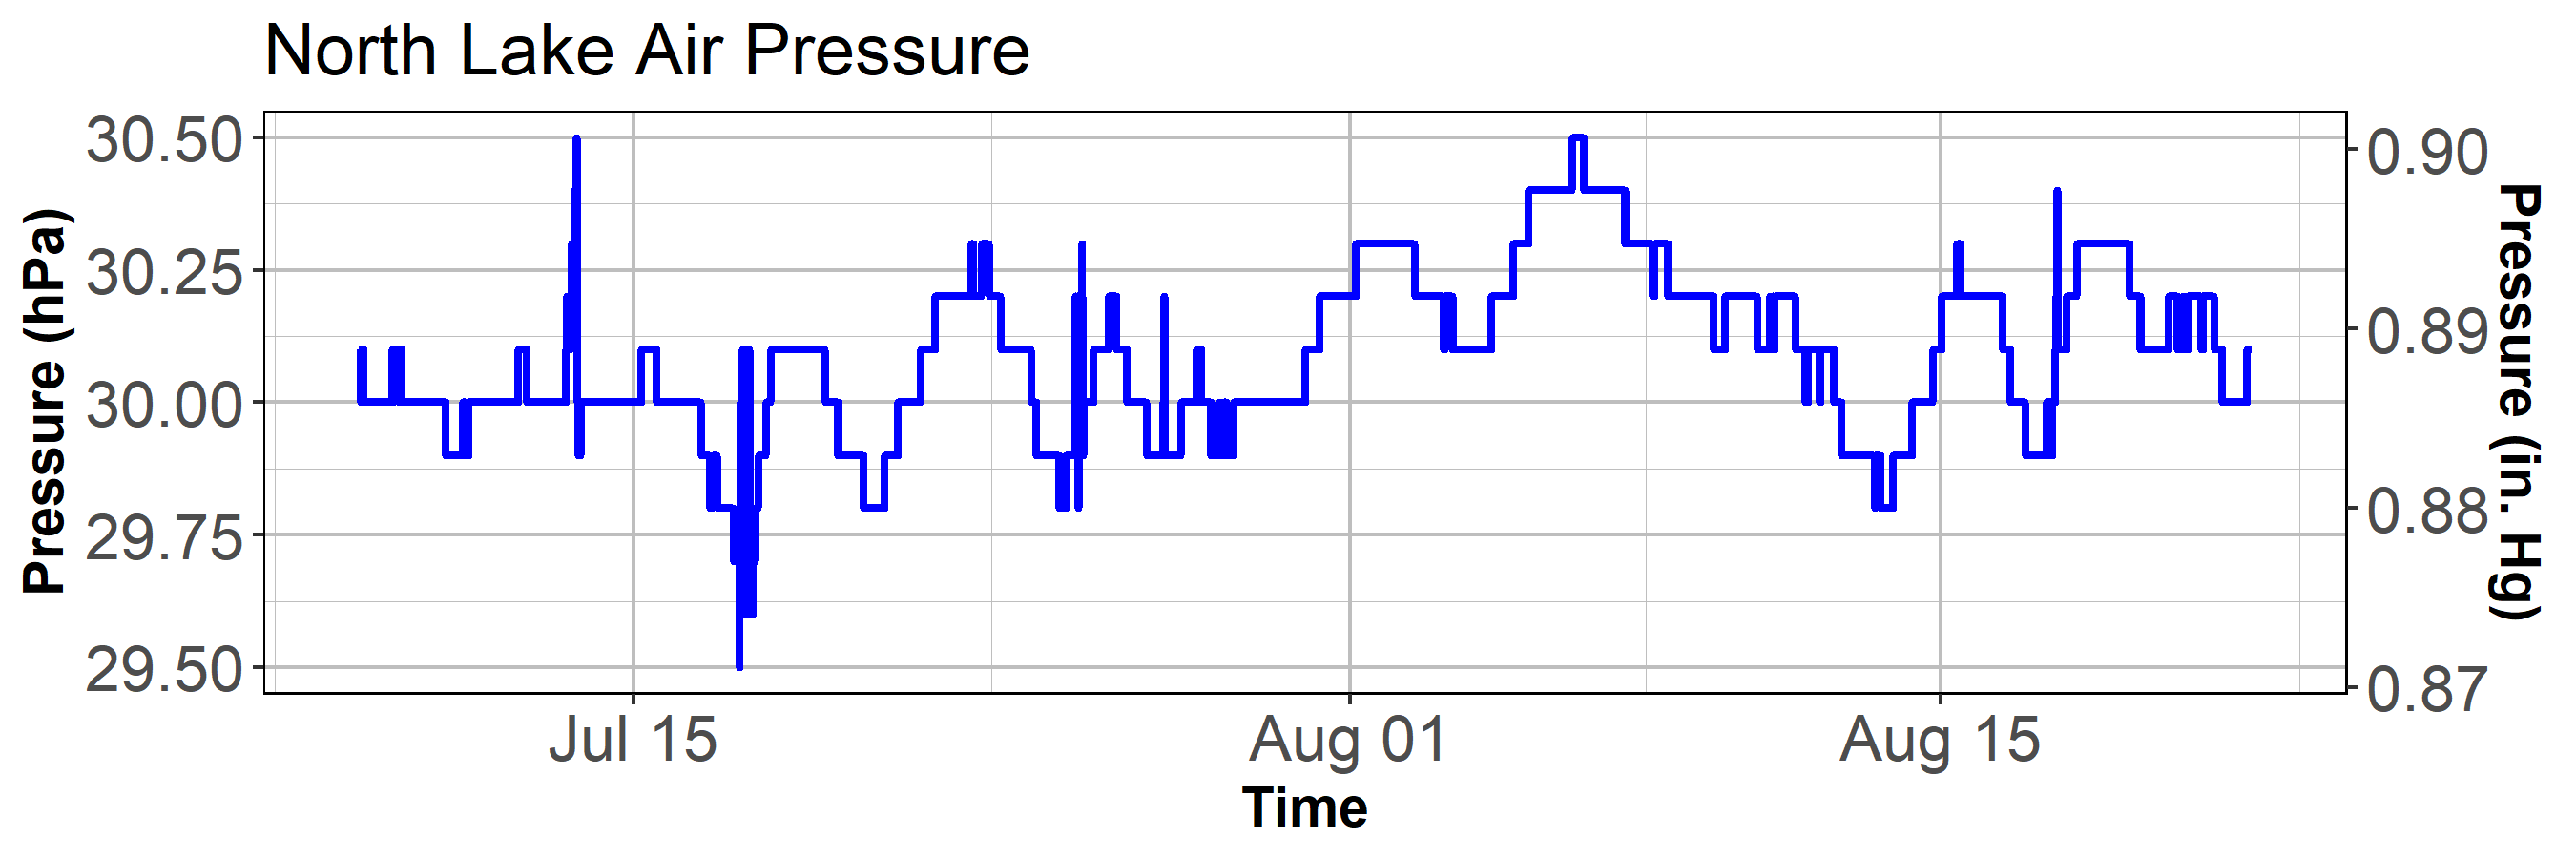 North Lake Air Pressure
Pressure (hPa)
30.50
30.25
30.00
29.75
29.50
0.90
0.89
0.88
0.87
Pressure (in. Hg)
Jul 15
Aug 01
Aug 15
Time